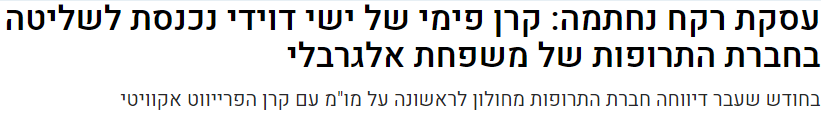 עסקת רקח נחתמה: קרן פימי של ישי דוידי נכנסת לשליטה
בחברת התרופות של משפחת אלגרבלי
בחודש שעבר דיווחה חברת התרופות מחולון לראשונה על מו"מ עם קרן הפרייווט אקוויטי